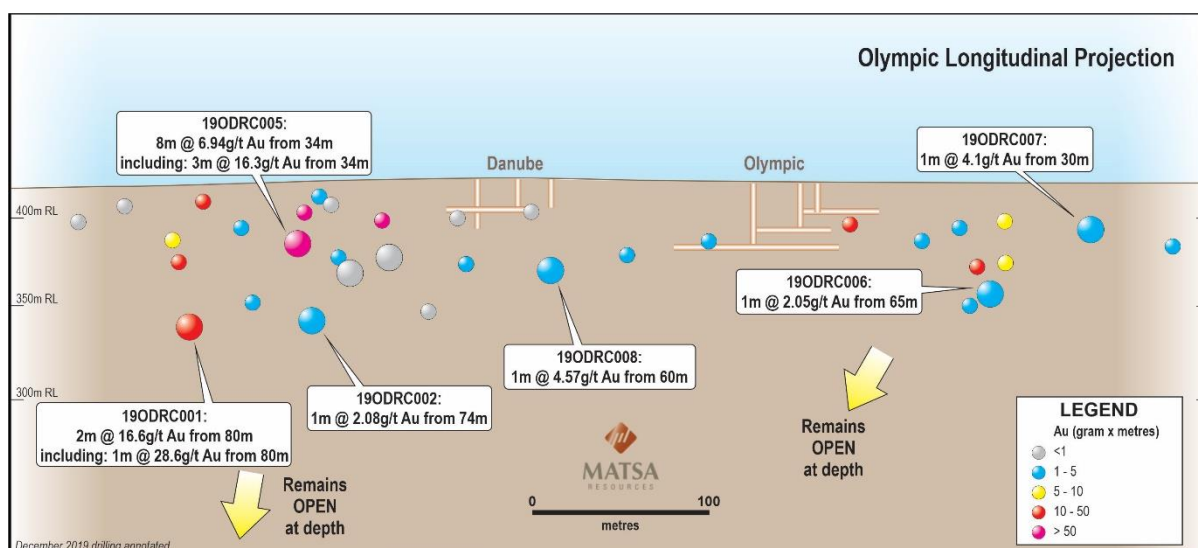 Olympic Longitudinal Projection
19ODRC005:
8m @ 6.94g/t Au from 34m
including: 3m @ 16.3g/t Au from 34m
19ODRC007:
1m @ 4.1g/t Au from 30m
Danube
Olympic
400m RL
19ODRC006:
1m @ 2.05g/t Au from 65m
350m RL
19ODRC008:
1m @ 4.57g/t Au from 60m
19ODRC002:
1m @ 2.08g/t Au from 74m
300m RL
19ODRC001:
2m @ 16.6g/t Au from 80m
including: 1m @ 28.6g/t Au from 80m
Remains
OPEN
at depth
Remains
OPEN
at depth
MATSA
RESOURCES
0 100
metres
LEGEND
Au (gram x metres)
<1
1 - 5
5 - 10
10 - 50
> 50
December 2019 drilling annotated